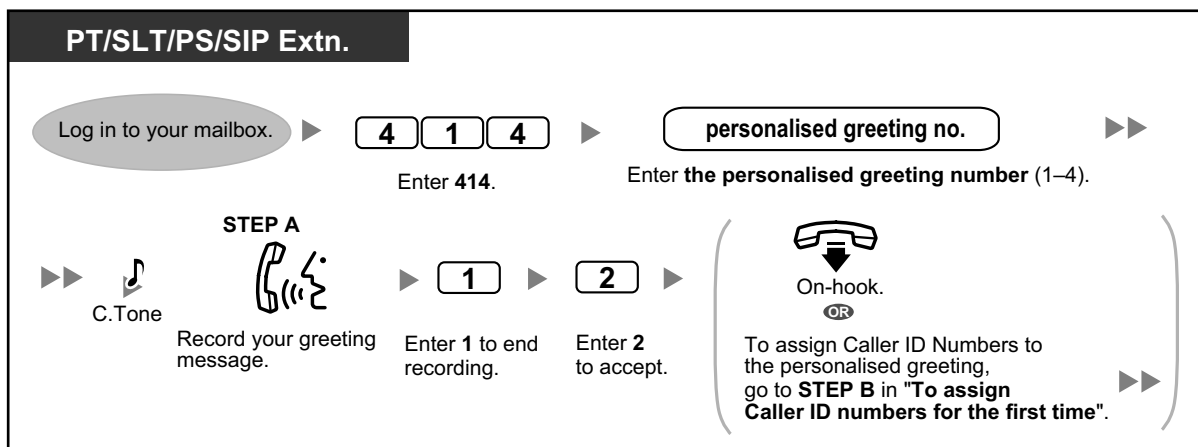 PT/SLT/PS/SIP Extn.
Log in to your mailbox.
4 1 4
Enter 414.
personalised greeting no.
Enter the personalised greeting number (1–4).
C.Tone
STEP A
Record your greeting
message.
1
Enter 1 to end
recording.
2
Enter 2
to accept.
On-hook.
OR
To assign Caller ID Numbers to
the personalised greeting,
go to STEP B in "To assign
Caller ID numbers for the first time".